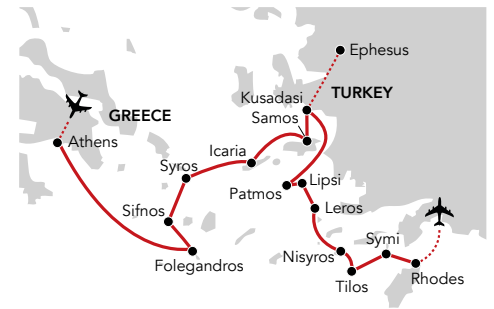 Ephesus
TURKEY
Kusadasi
GREECE
Samos
Athens
Icaria
Syros
Lipsi
Patmos
Leros
Sifnos
Symi
Nisyros
Folegandros
Rhodes
Tilos